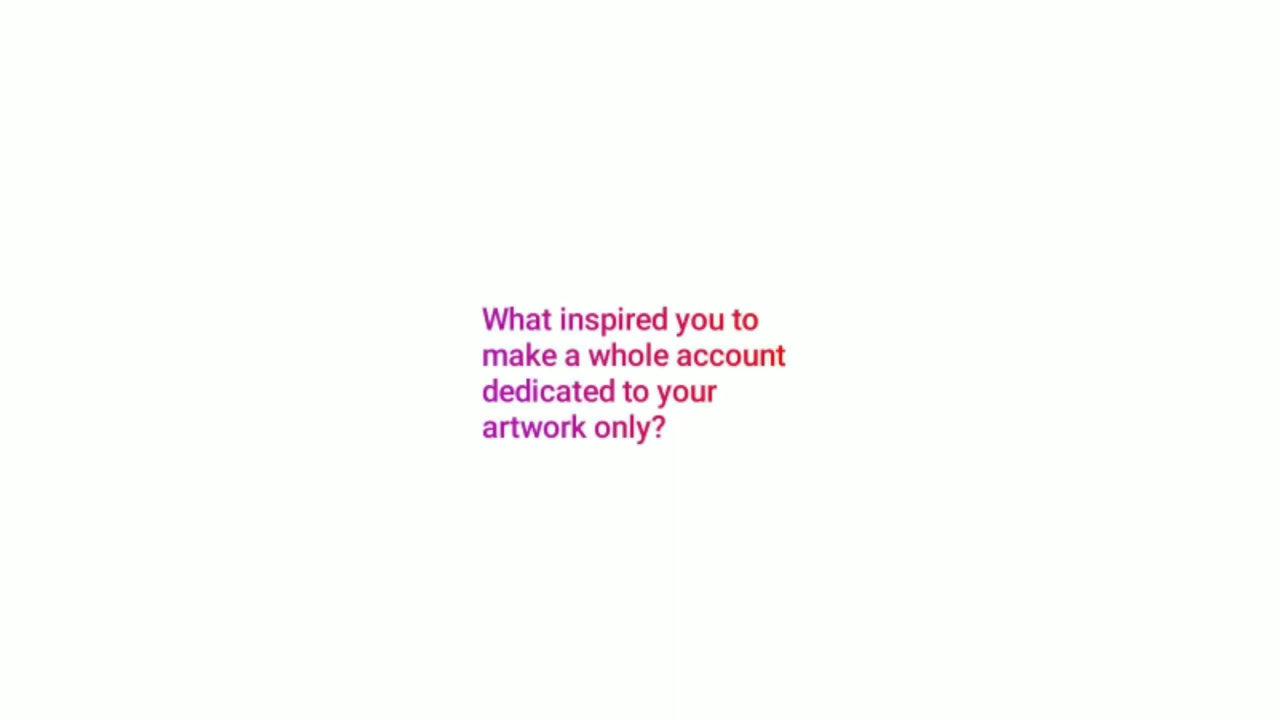 What inspired you to
make a whole account
dedicated to your
artwork only?